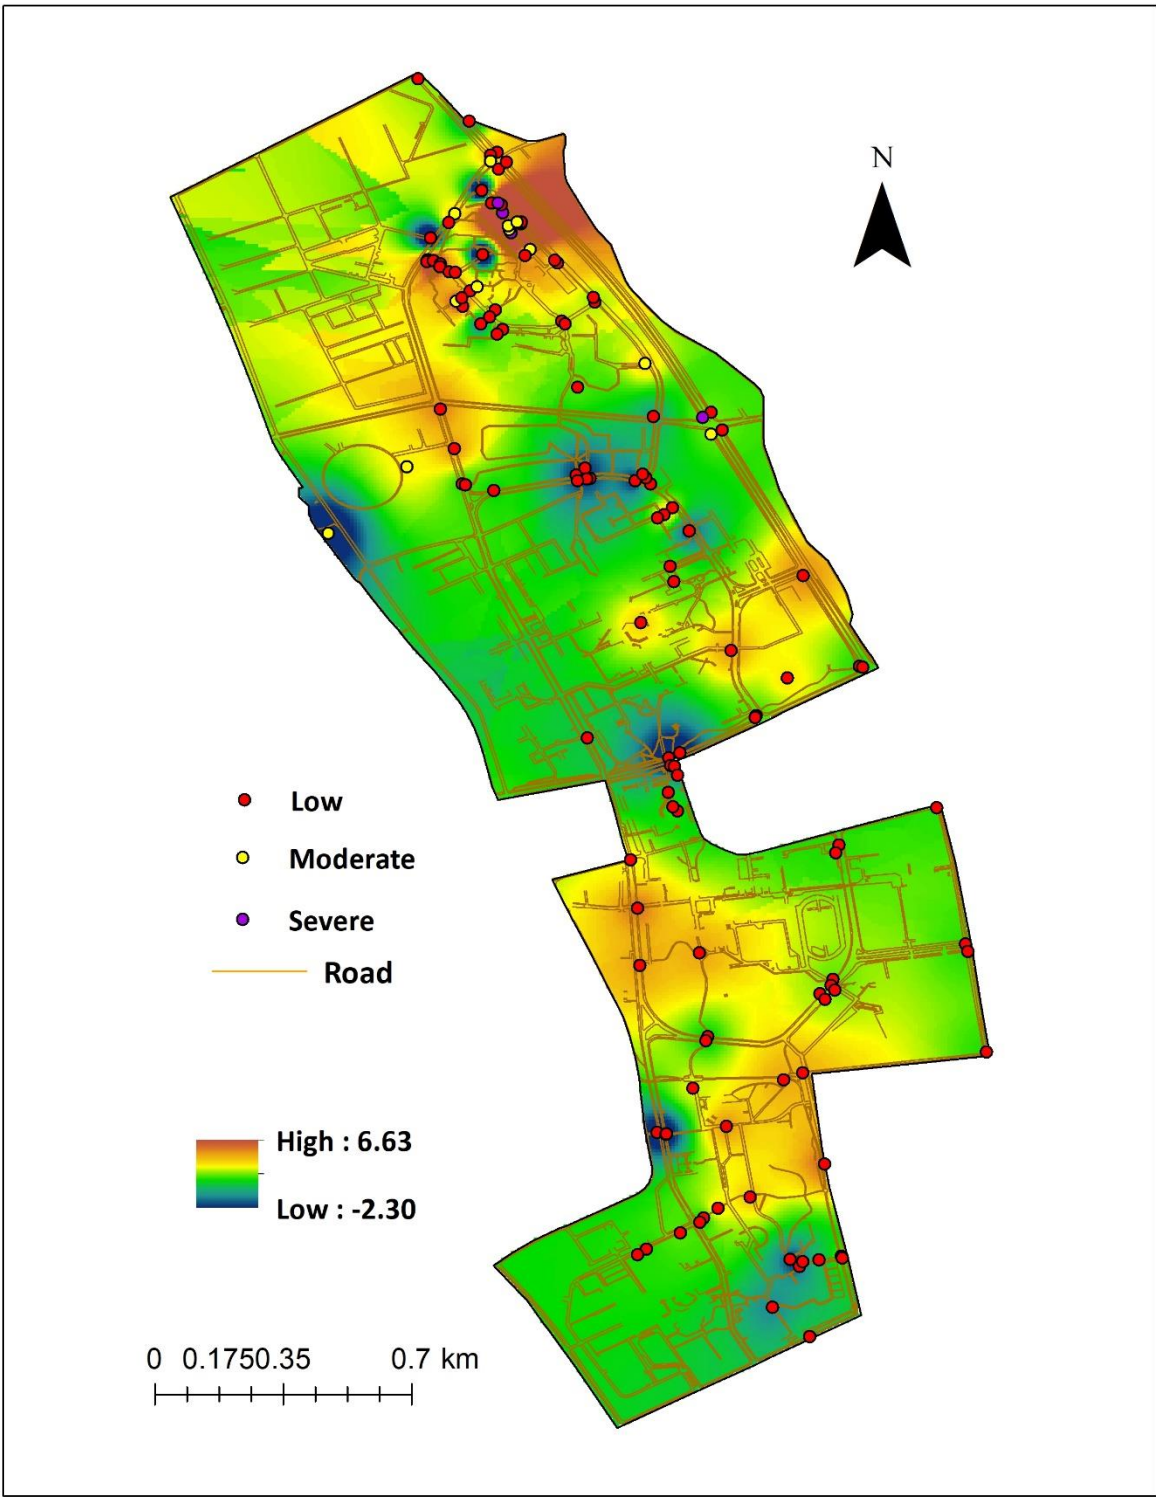 N
Low
Moderate
Severe
Road
High : 6.63
Low : -2.30
0 0.1750.35 0.7 km